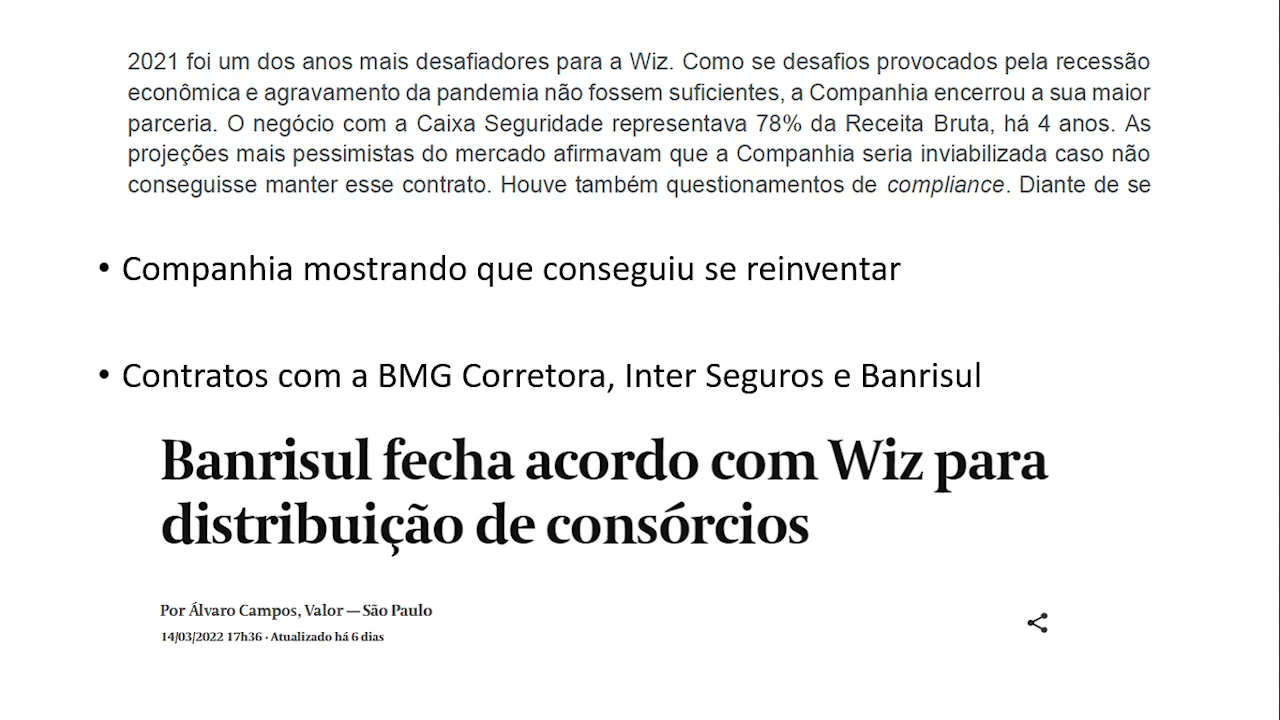 2021 foi um dos anos mais desafiadores para a Wiz. Como se desafios provocados pela recessão
econômica e agravamento da pandemia não fossem suficientes, a Companhia encerrou a sua maior
parceria. O negócio com a Caixa Seguridade representava 78% da Receita Bruta, há 4 anos. As
projeções mais pessimistas do mercado afirmavam que a Companhia seria inviabilizada caso não
conseguisse manter esse contrato. Houve também questionamentos de compliance. Diante de se
• Companhia mostrando que conseguiu se reinventar
• Contratos com a BMG Corretora, Inter Seguros e Banrisul
Banrisul fecha acordo com Wiz para
distribuição de consórcios
Por Álvaro Campos, Valor — São Paulo
14/03/2022 17h36 · Atualizado há 6 dias